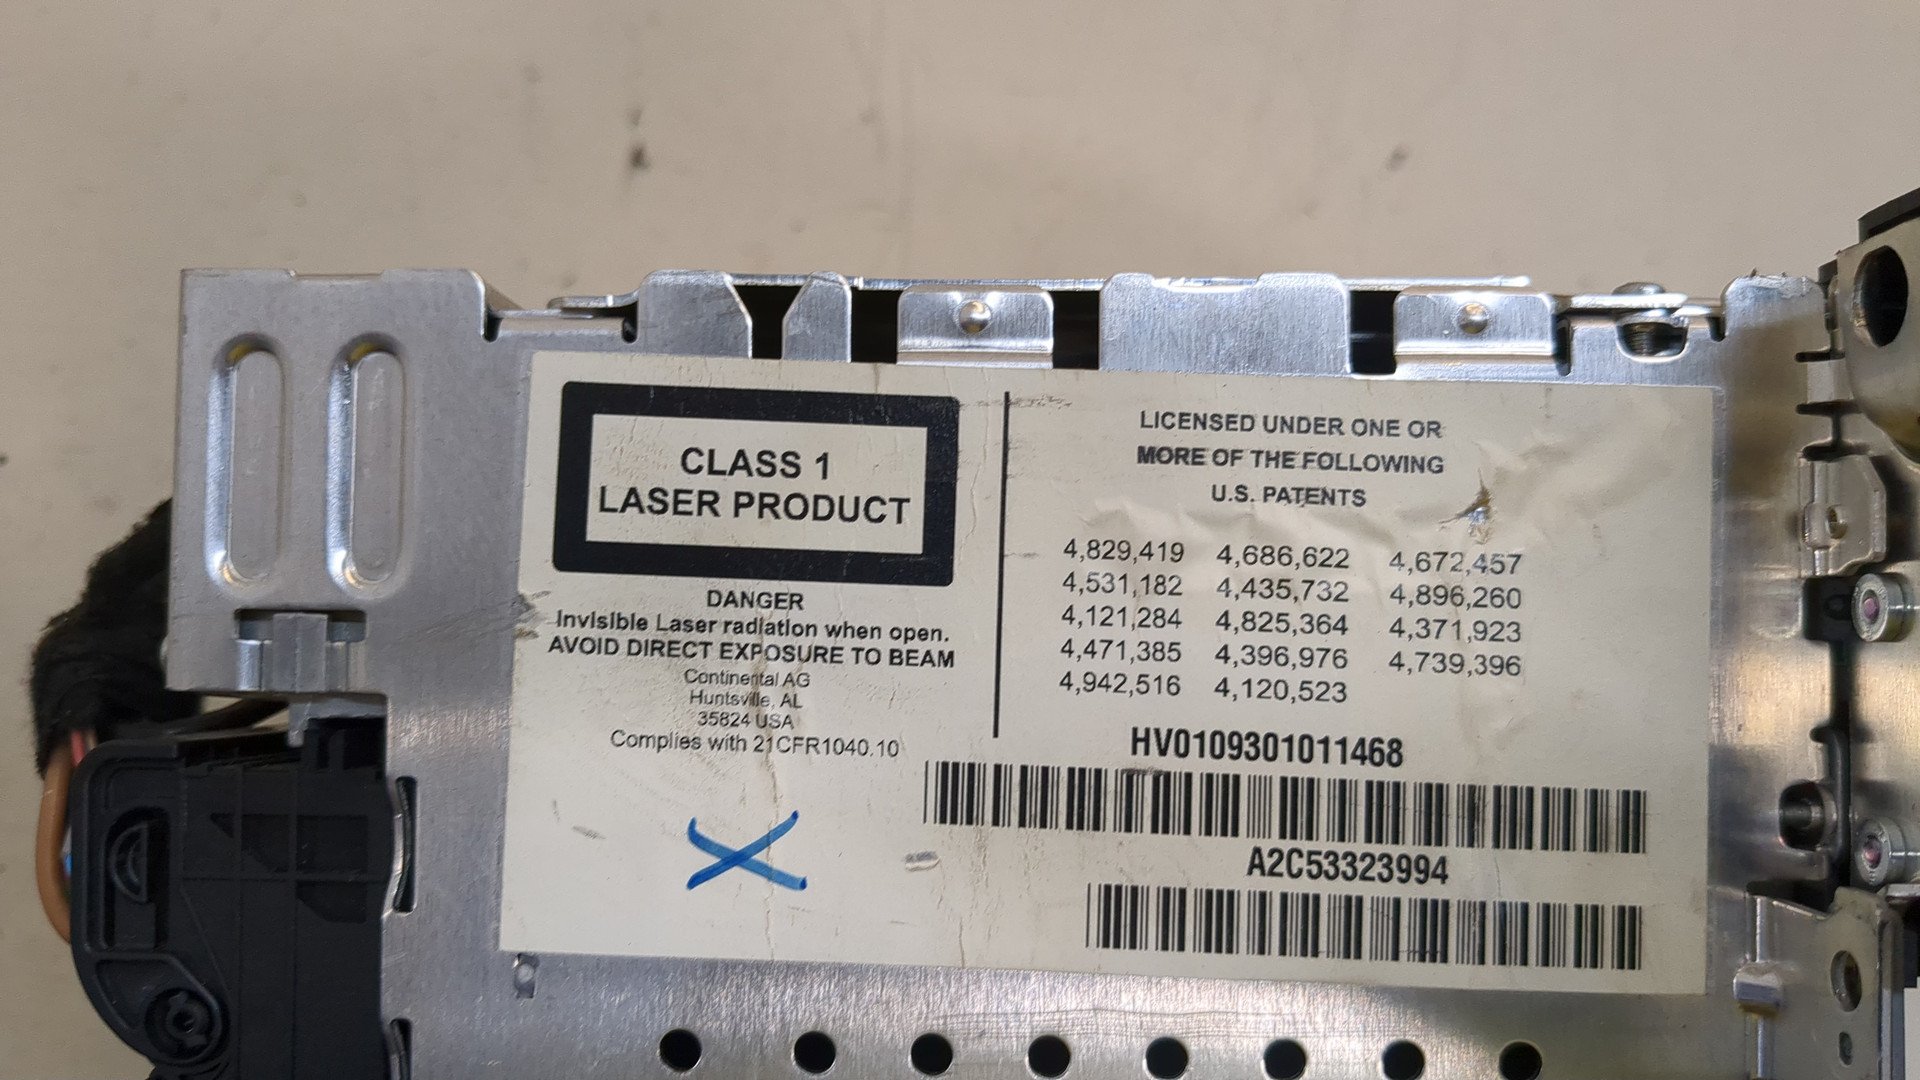 CLASS 1
LASER PRODUCT
DANGER
Invisible Laser radiation when open.
AVOID DIRECT EXPOSURE TO BEAM
Continental AG
Huntsville, AL
35824 USA
Complies with 21CFR1040.10
LICENSED UNDER ONE OR
MORE OF THE FOLLOWING
U.S. PATENTS
4,829,419 4,686,622 4,672,457
4,531,182 4,435,732 4,896,260
4,121,284 4,825,364 4,371,923
4,471,385 4,396,976 4,739,396
4,942,516 4,120,523
HV0109301011468
A2C53323994